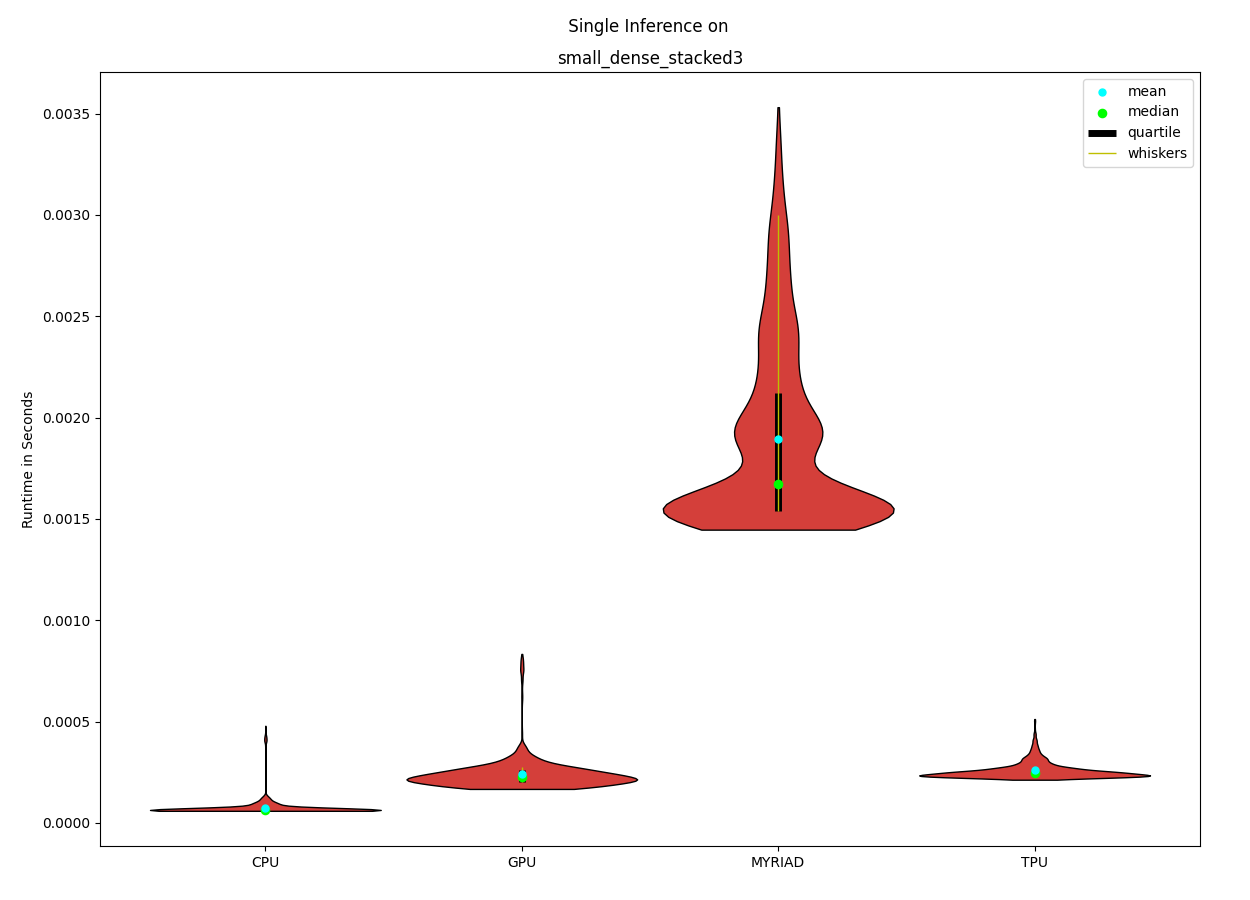 Single Inference on
small_dense_stacked3
mean
median
quartile
whiskers
Runtime in Seconds
0.0035
0.0030
0.0025
0.0020
0.0015
0.0010
0.0005
0.0000
CPU
GPU
MYRIAD
TPU